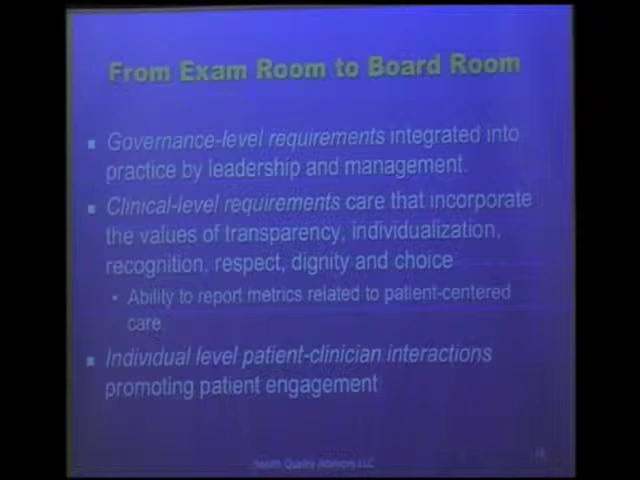 From Exam Room to Board Room
▪ Governance-level requirements integrated into
practice by leadership and management.
▪ Clinical-level requirements care that incorporate
the values of transparency, individualization,
recognition, respect, dignity and choice
• Ability to report metrics related to patient-centered
care.
▪ Individual level patient-clinician interactions
promoting patient engagement
Health Quality Advisors LLC